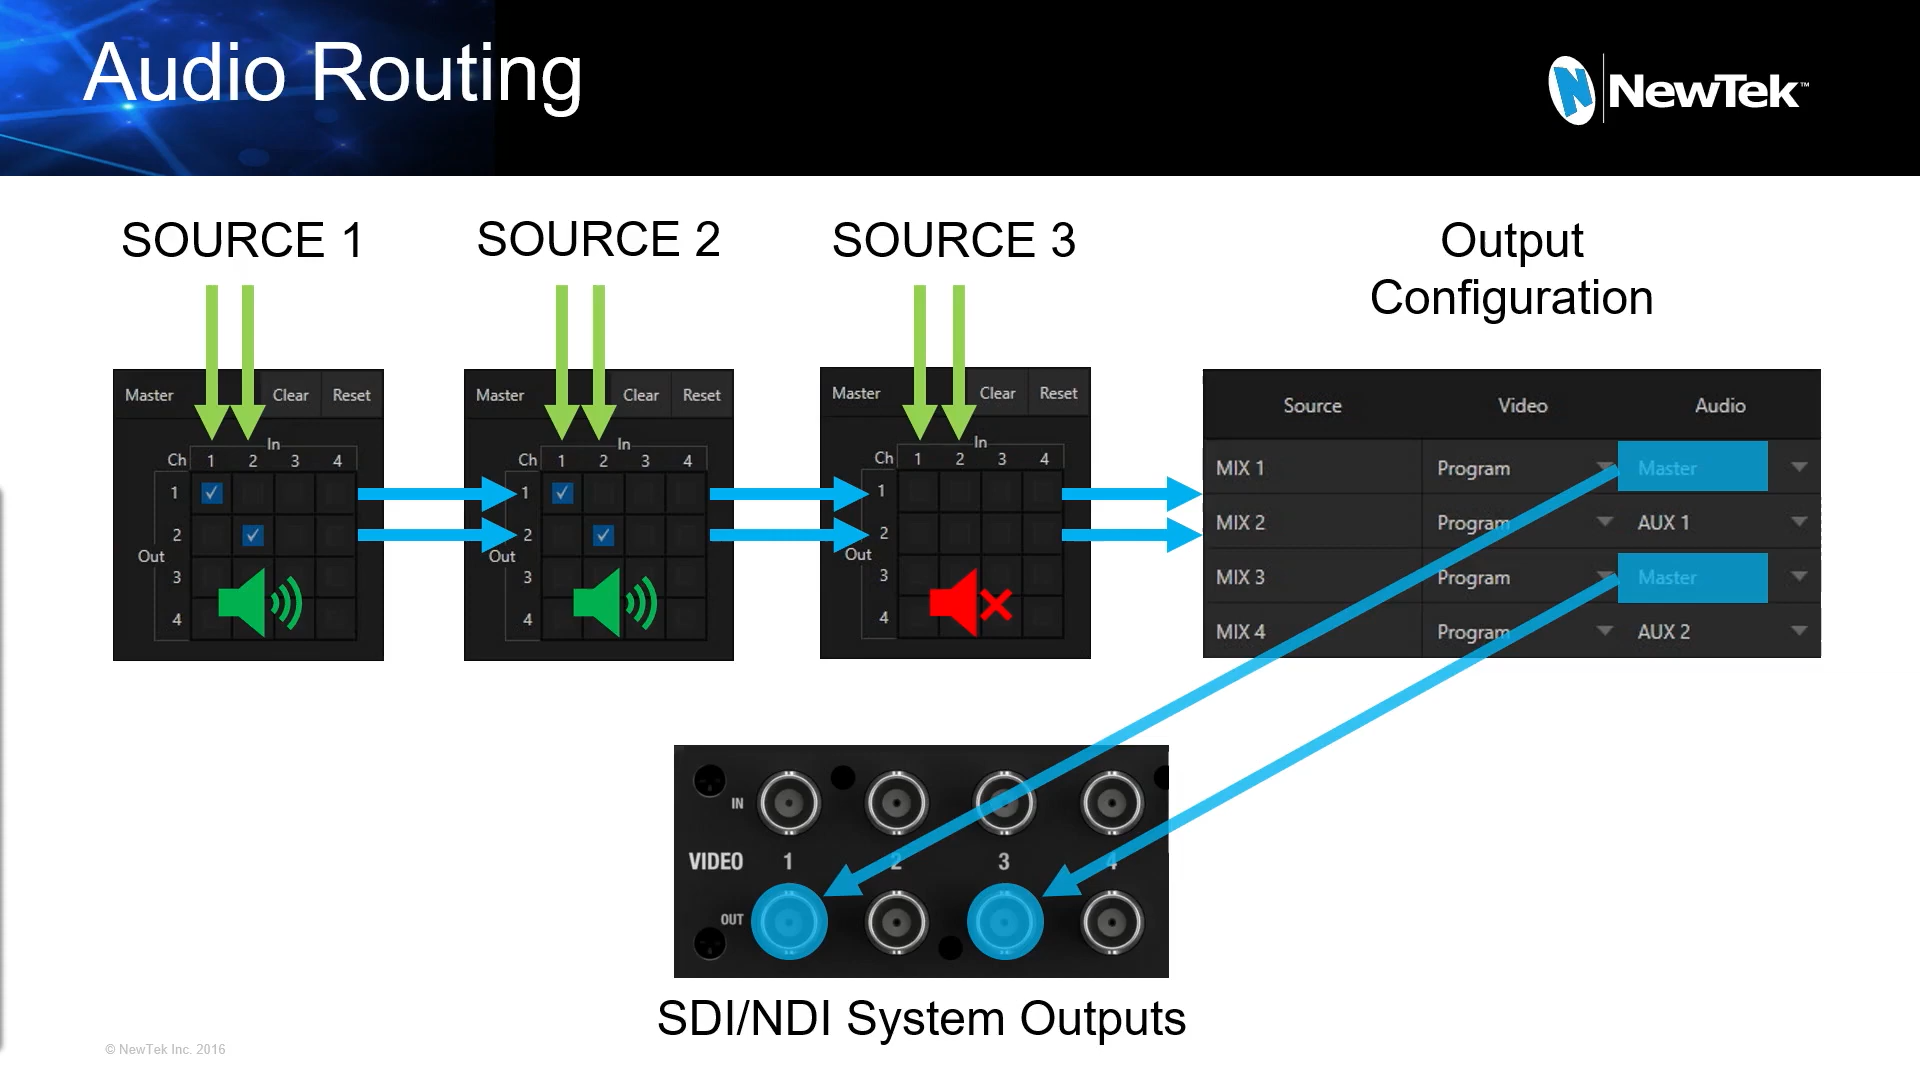 Audio Routing
NewTek™
SOURCE 1
SOURCE 2
SOURCE 3
Output
Configuration
Master Clear Reset
In
Ch 1 2 3 4
1
2
Out
3
4
Master Clear Reset
In
Ch 1 2 3 4
1
2
Out
3
4
Master Clear Reset
In
Ch 1 2 3 4
1
2
Out
3
4
Source Video Audio
MIX 1 Program Master
MIX 2 Program AUX 1
MIX 3 Program Master
MIX 4 Program AUX 2
IN
VIDEO 1 2 3 4
OUT
SDI/NDI System Outputs
© NewTek Inc. 2016